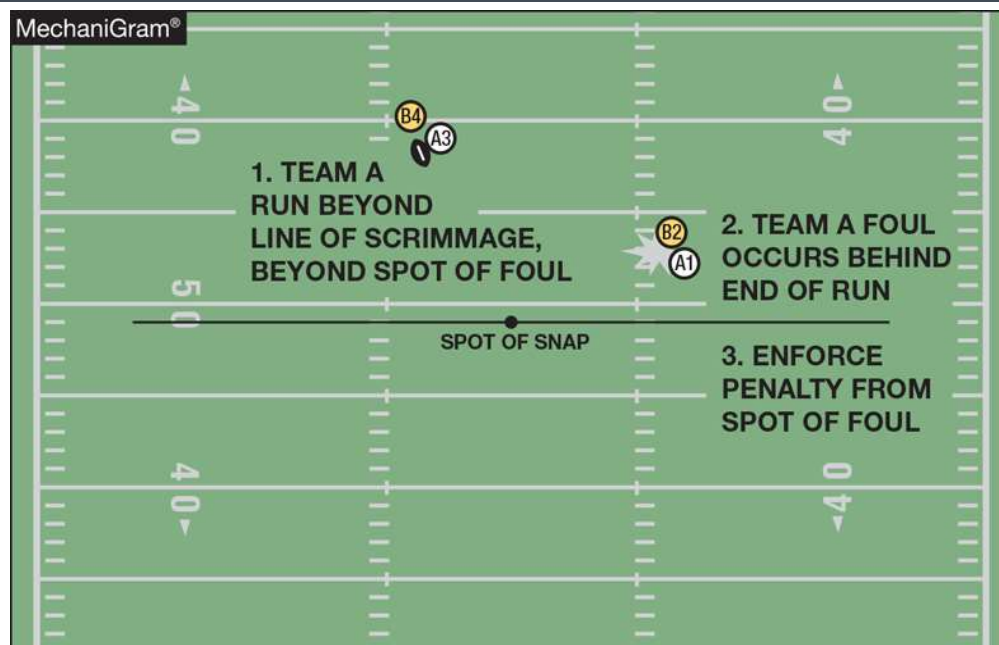 MechaniGram®
◄40
40►
B4
A3
1. TEAM A
RUN BEYOND
LINE OF SCRIMMAGE,
BEYOND SPOT OF FOUL
B2
A1
2. TEAM A FOUL
OCCURS BEHIND
END OF RUN
50
SPOT OF SNAP
3. ENFORCE
PENALTY FROM
SPOT OF FOUL
40►
◄40